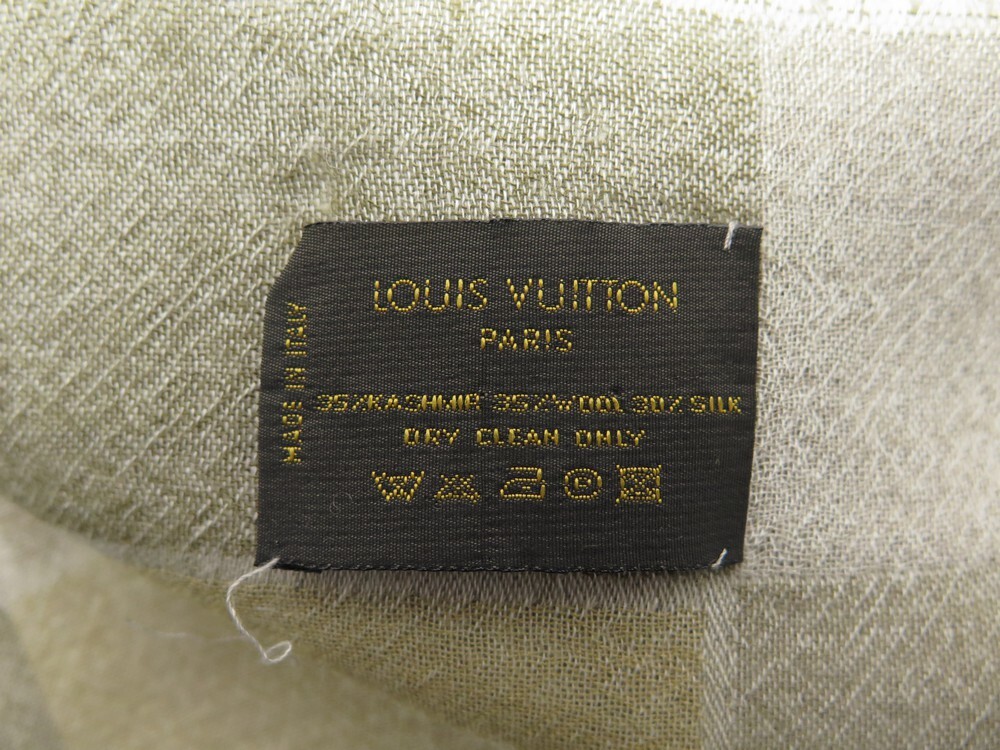 LOUIS VUITTON
PARIS
MADE IN ITALY
35%KASHMIR 35%WOOL 30% SILK
DRY CLEAN ONLY